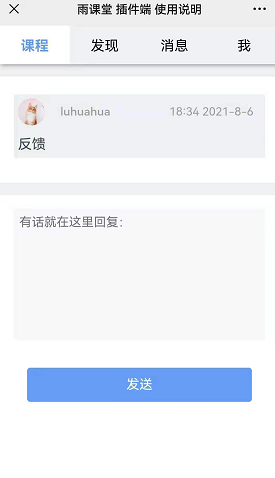 雨课堂 插件端 使用说明
课程 发现 消息 我
luhuahua 18:34 2021-8-6
反馈
有话就在这里回复：
发送